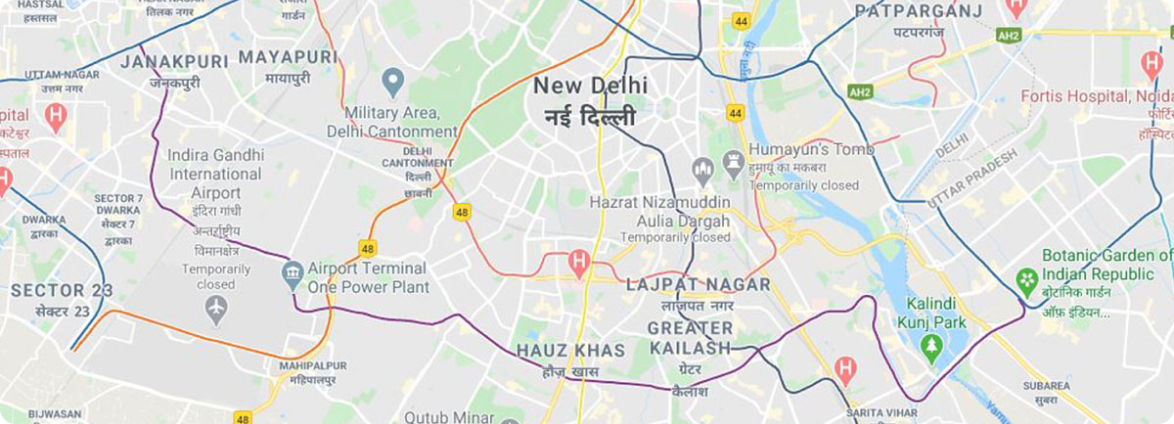 HASTSAL
हस्तसल
तिलक नगर
गार्डन
44
PATPARGANJ
पटपरगंज
AH2
JANAKPURI
जनकपुरी
MAYAPURI
मायापुरी
UTTAM NAGAR
उत्तम नगर
Military Area,
Delhi Cantonment
New Delhi
नई दिल्ली
AH2
44
Fortis Hospital, Noida
DELHI
UTTAR PRADESH
DELHI
CANTONMENT
दिल्ली
छावनी
Indira Gandhi
International
Airport
इंदिरा गांधी
अन्तर्राष्ट्रीय
विमानक्षेत्र
Temporarily
closed
SECTOR 7
DWARKA
सेक्टर 7
द्वारका
DWARKA
द्वारका
Humayun's Tomb
हुमायूं का मकबरा
Temporarily closed
Hazrat Nizamuddin
Aulia Dargah
Temporarily closed
48
48
Airport Terminal
One Power Plant
SECTOR 23
सेक्टर 23
LAJPAT NAGAR
लाजपत नगर
GREATER
KAILASH
ग्रेटर
कैलाश
Botanic Garden of
Indian Republic
बोटानिक गार्डन
ऑफ़ इंडियन...
Kalindi
Kunj Park
HAUZ KHAS
हौज़ खास
MAHIPALPUR
महिपालपुर
SUBAREA
सुबरा
BIJWASAN
48
Qutub Minar
SARITA VIHAR